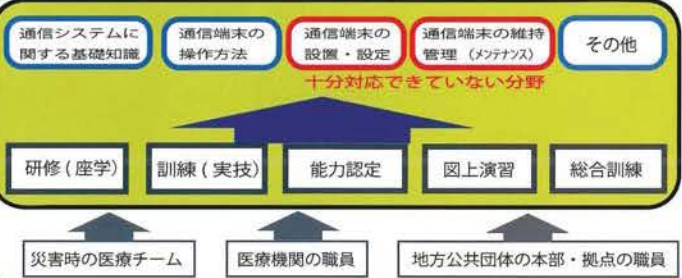 通信システムに
関する基礎知識
通信端末の
操作方法
通信端末の
設置・設定
通信端末の維持
管理（メンテナンス）
その他
十分対応できていない分野
研修(座学)
訓練(実技)
能力認定
図上演習
総合訓練
災害時の医療チーム
医療機関の職員
地方公共団体の本部・拠点の職員